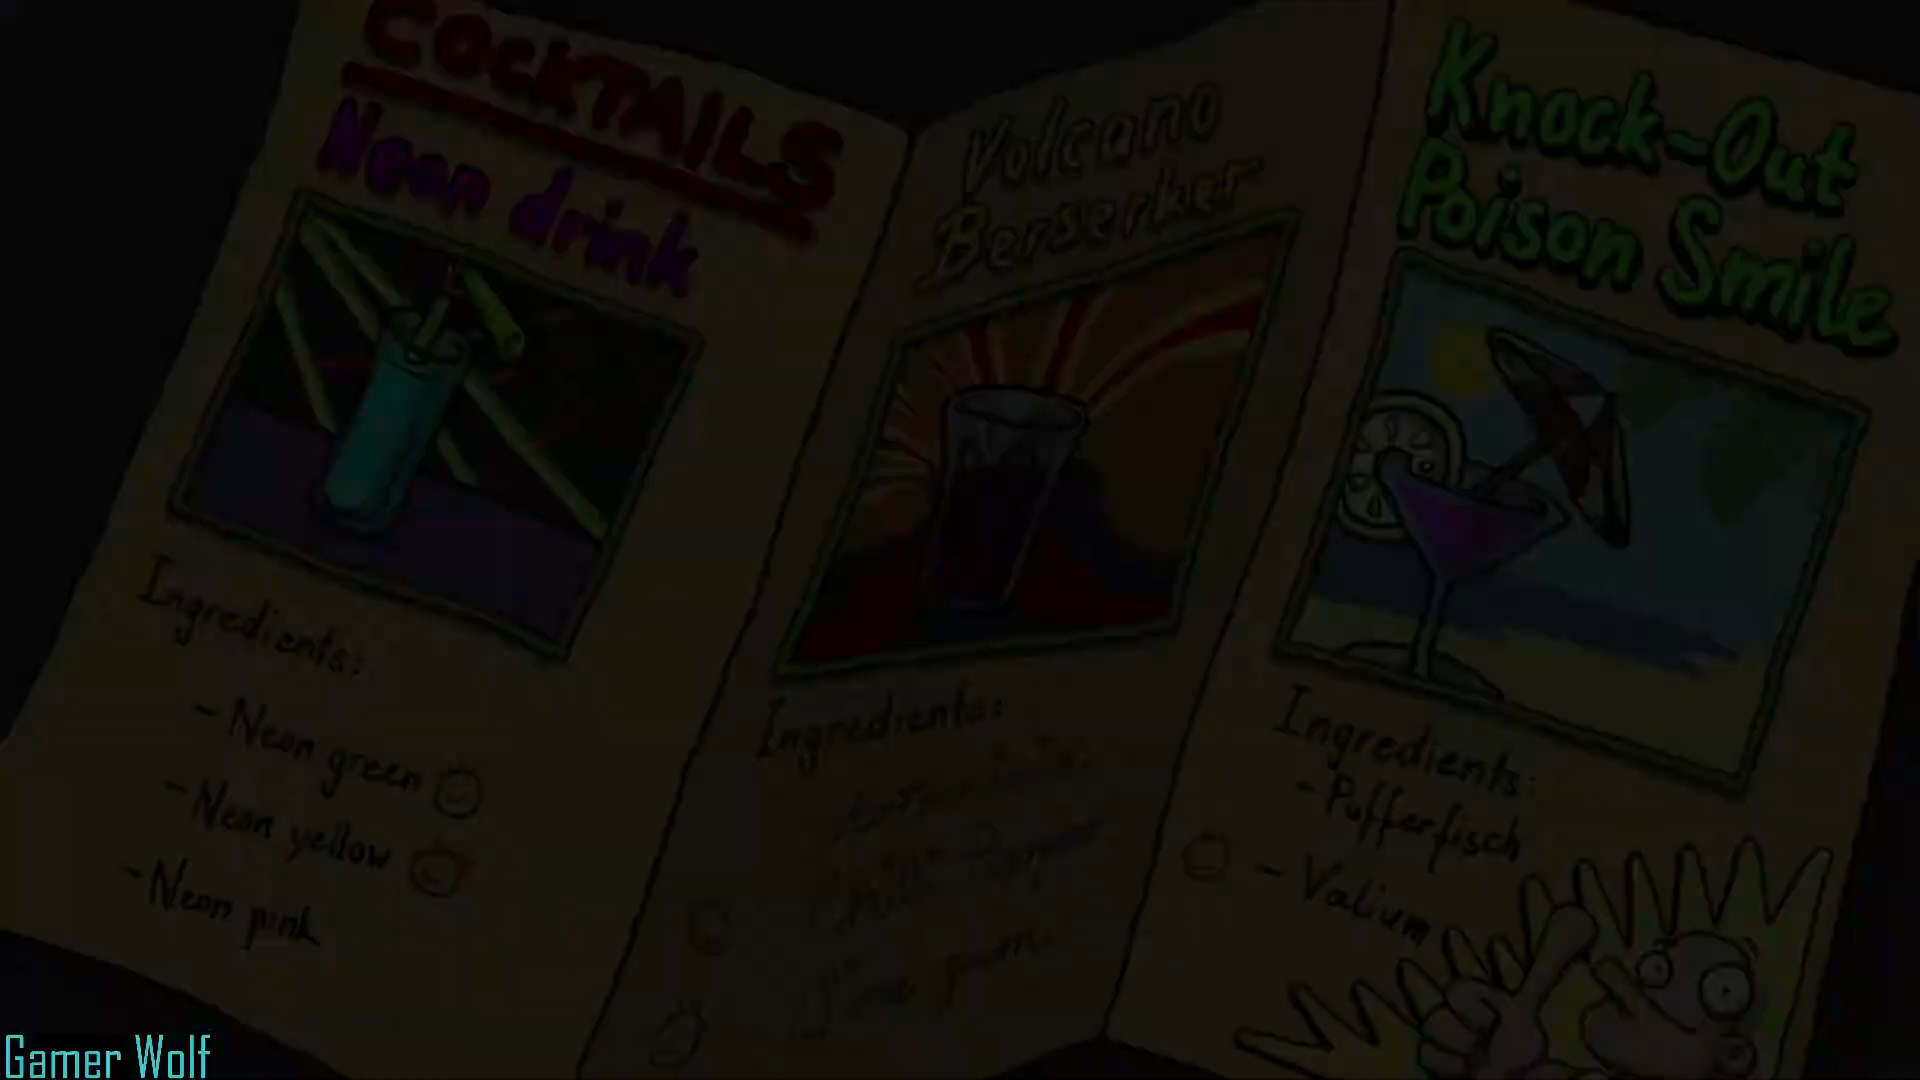 COCKTAILS
Neon drink
Ingredients:
- Neon green
- Neon yellow
- Neon pink
Volcano
Berserker
Ingredients:
Knock-Out
Poison Smile
Ingredients:
- Pufferfisch
- Valium
Gamer Wolf